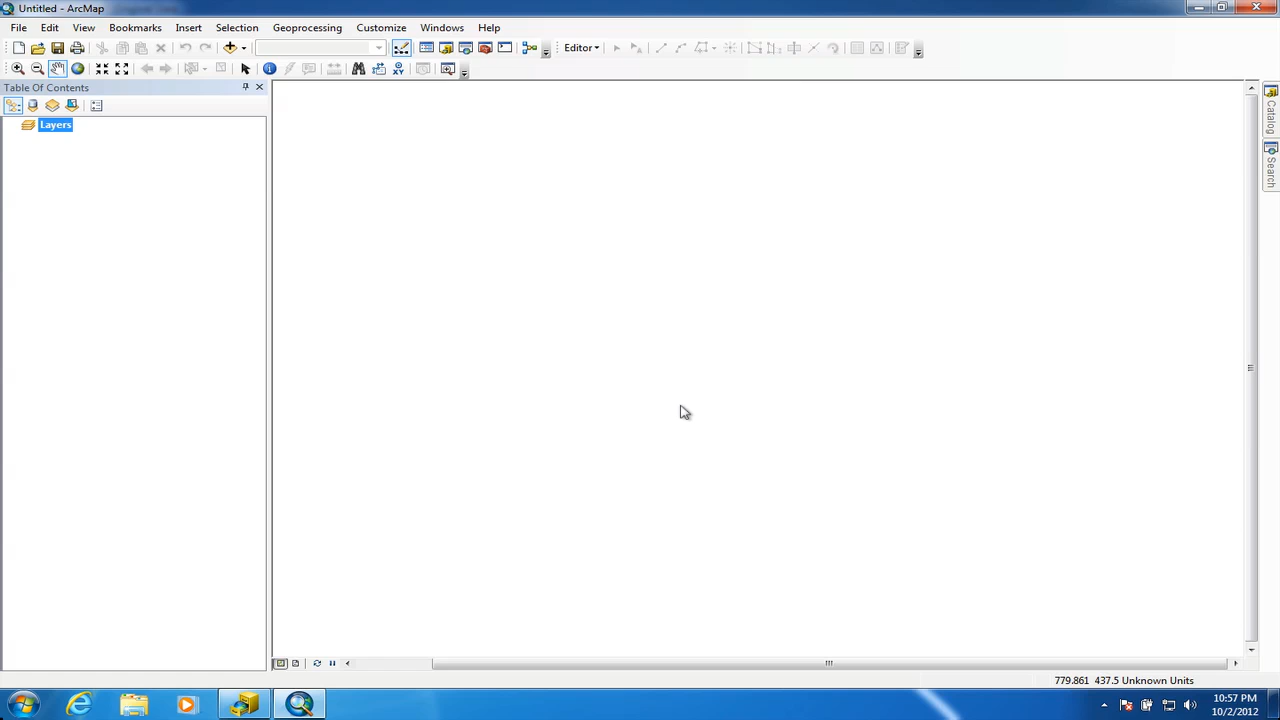 Untitled - ArcMap
File Edit View Bookmarks Insert Selection Geoprocessing Customize Windows Help
Editor
Table Of Contents
Layers
Catalog
Search
779.861 437.5 Unknown Units
10:57 PM
10/2/2012